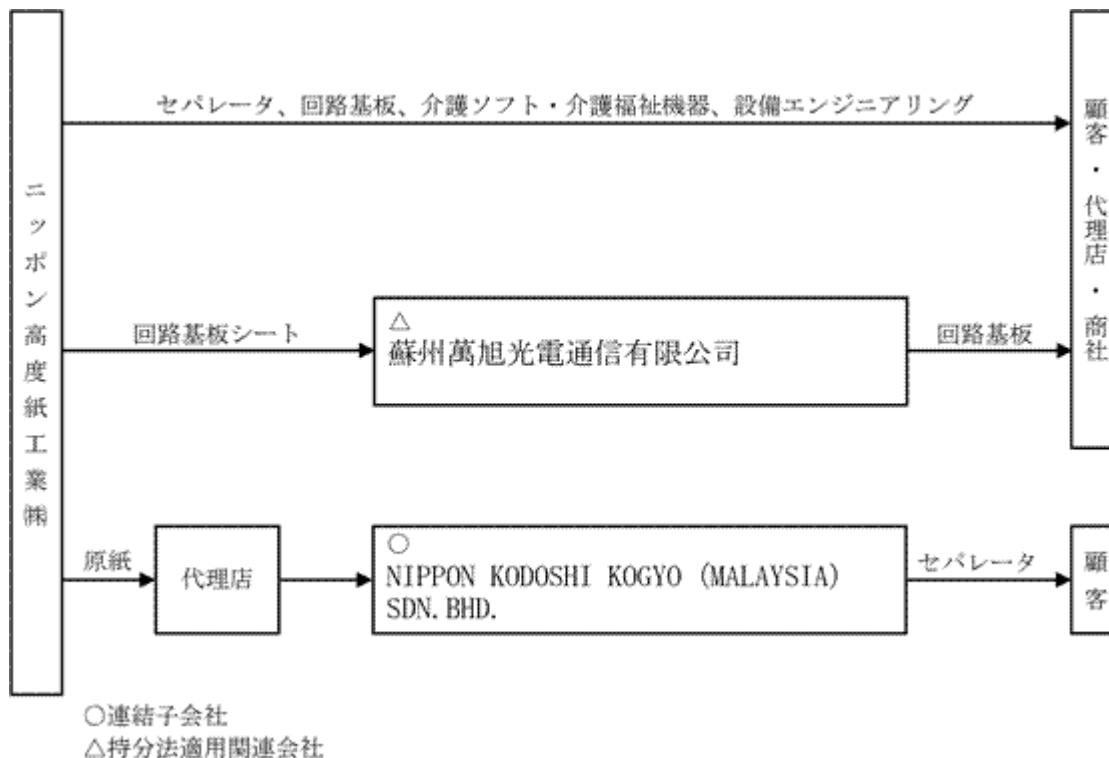 ニッポン高度紙工業㈱
セパレータ、回路基板、介護ソフト・介護福祉機器、設備エンジニアリング
顧客・代理店・商社
回路基板シート
△
蘇州萬旭光電通信有限公司
回路基板
原紙
代理店
○
NIPPON KODOSHI KOGYO (MALAYSIA)
SDN.BHD.
セパレータ
顧客
○連結子会社
△持分法適用関連会社